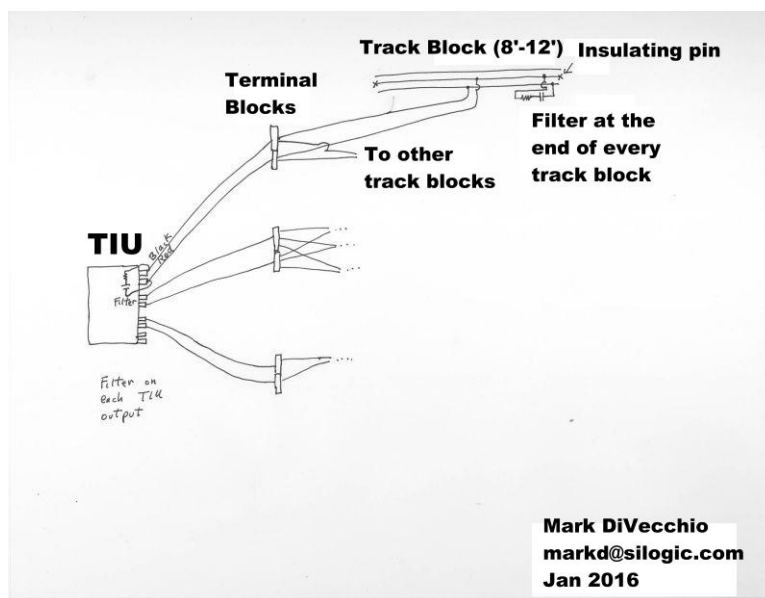 Track Block (8'-12')
Insulating pin
Terminal
Blocks
Filter at the
end of every
track block
To other
track blocks
TIU
Black
Red
Filter
Filter on
each TIU
output
Mark DiVecchio
markd@silogic.com
Jan 2016